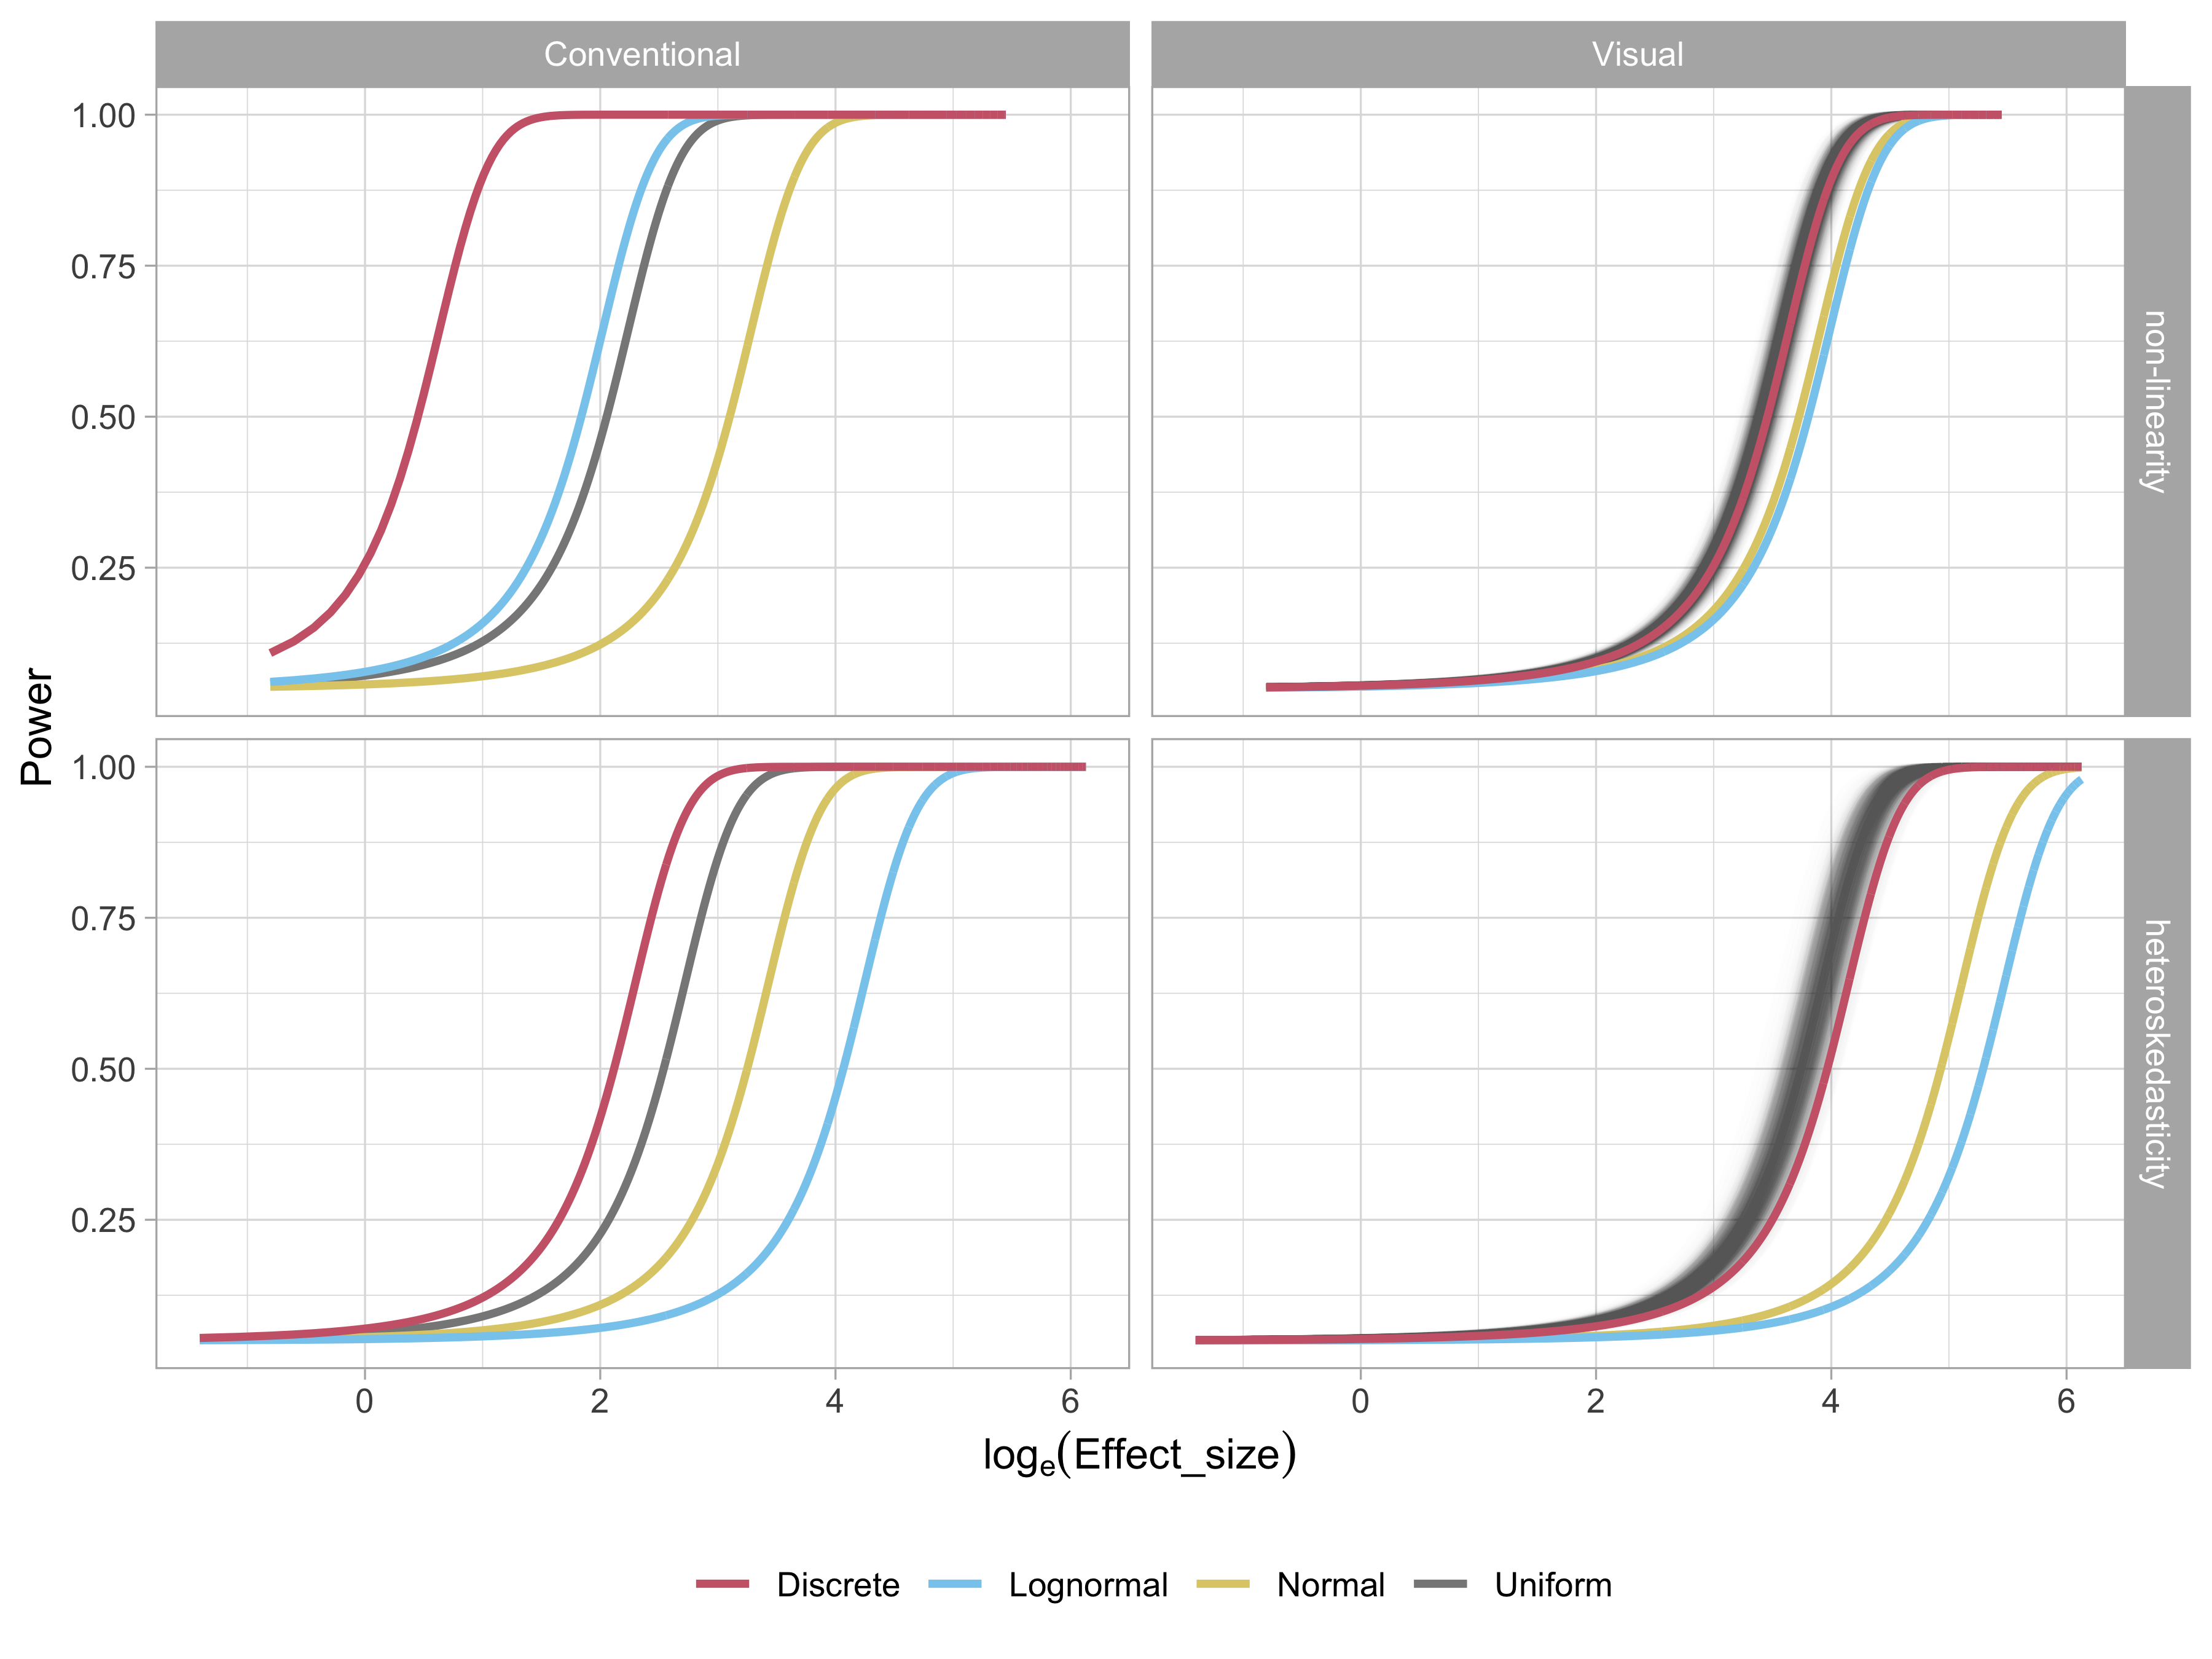 Conventional
Visual
1.00
0.75
0.50
0.25
non-linearity
1.00
0.75
0.50
0.25
heteroskedasticity
Power
0 2 4 6
0 2 4 6
logₑ(Effect_size)
Discrete Lognormal Normal Uniform